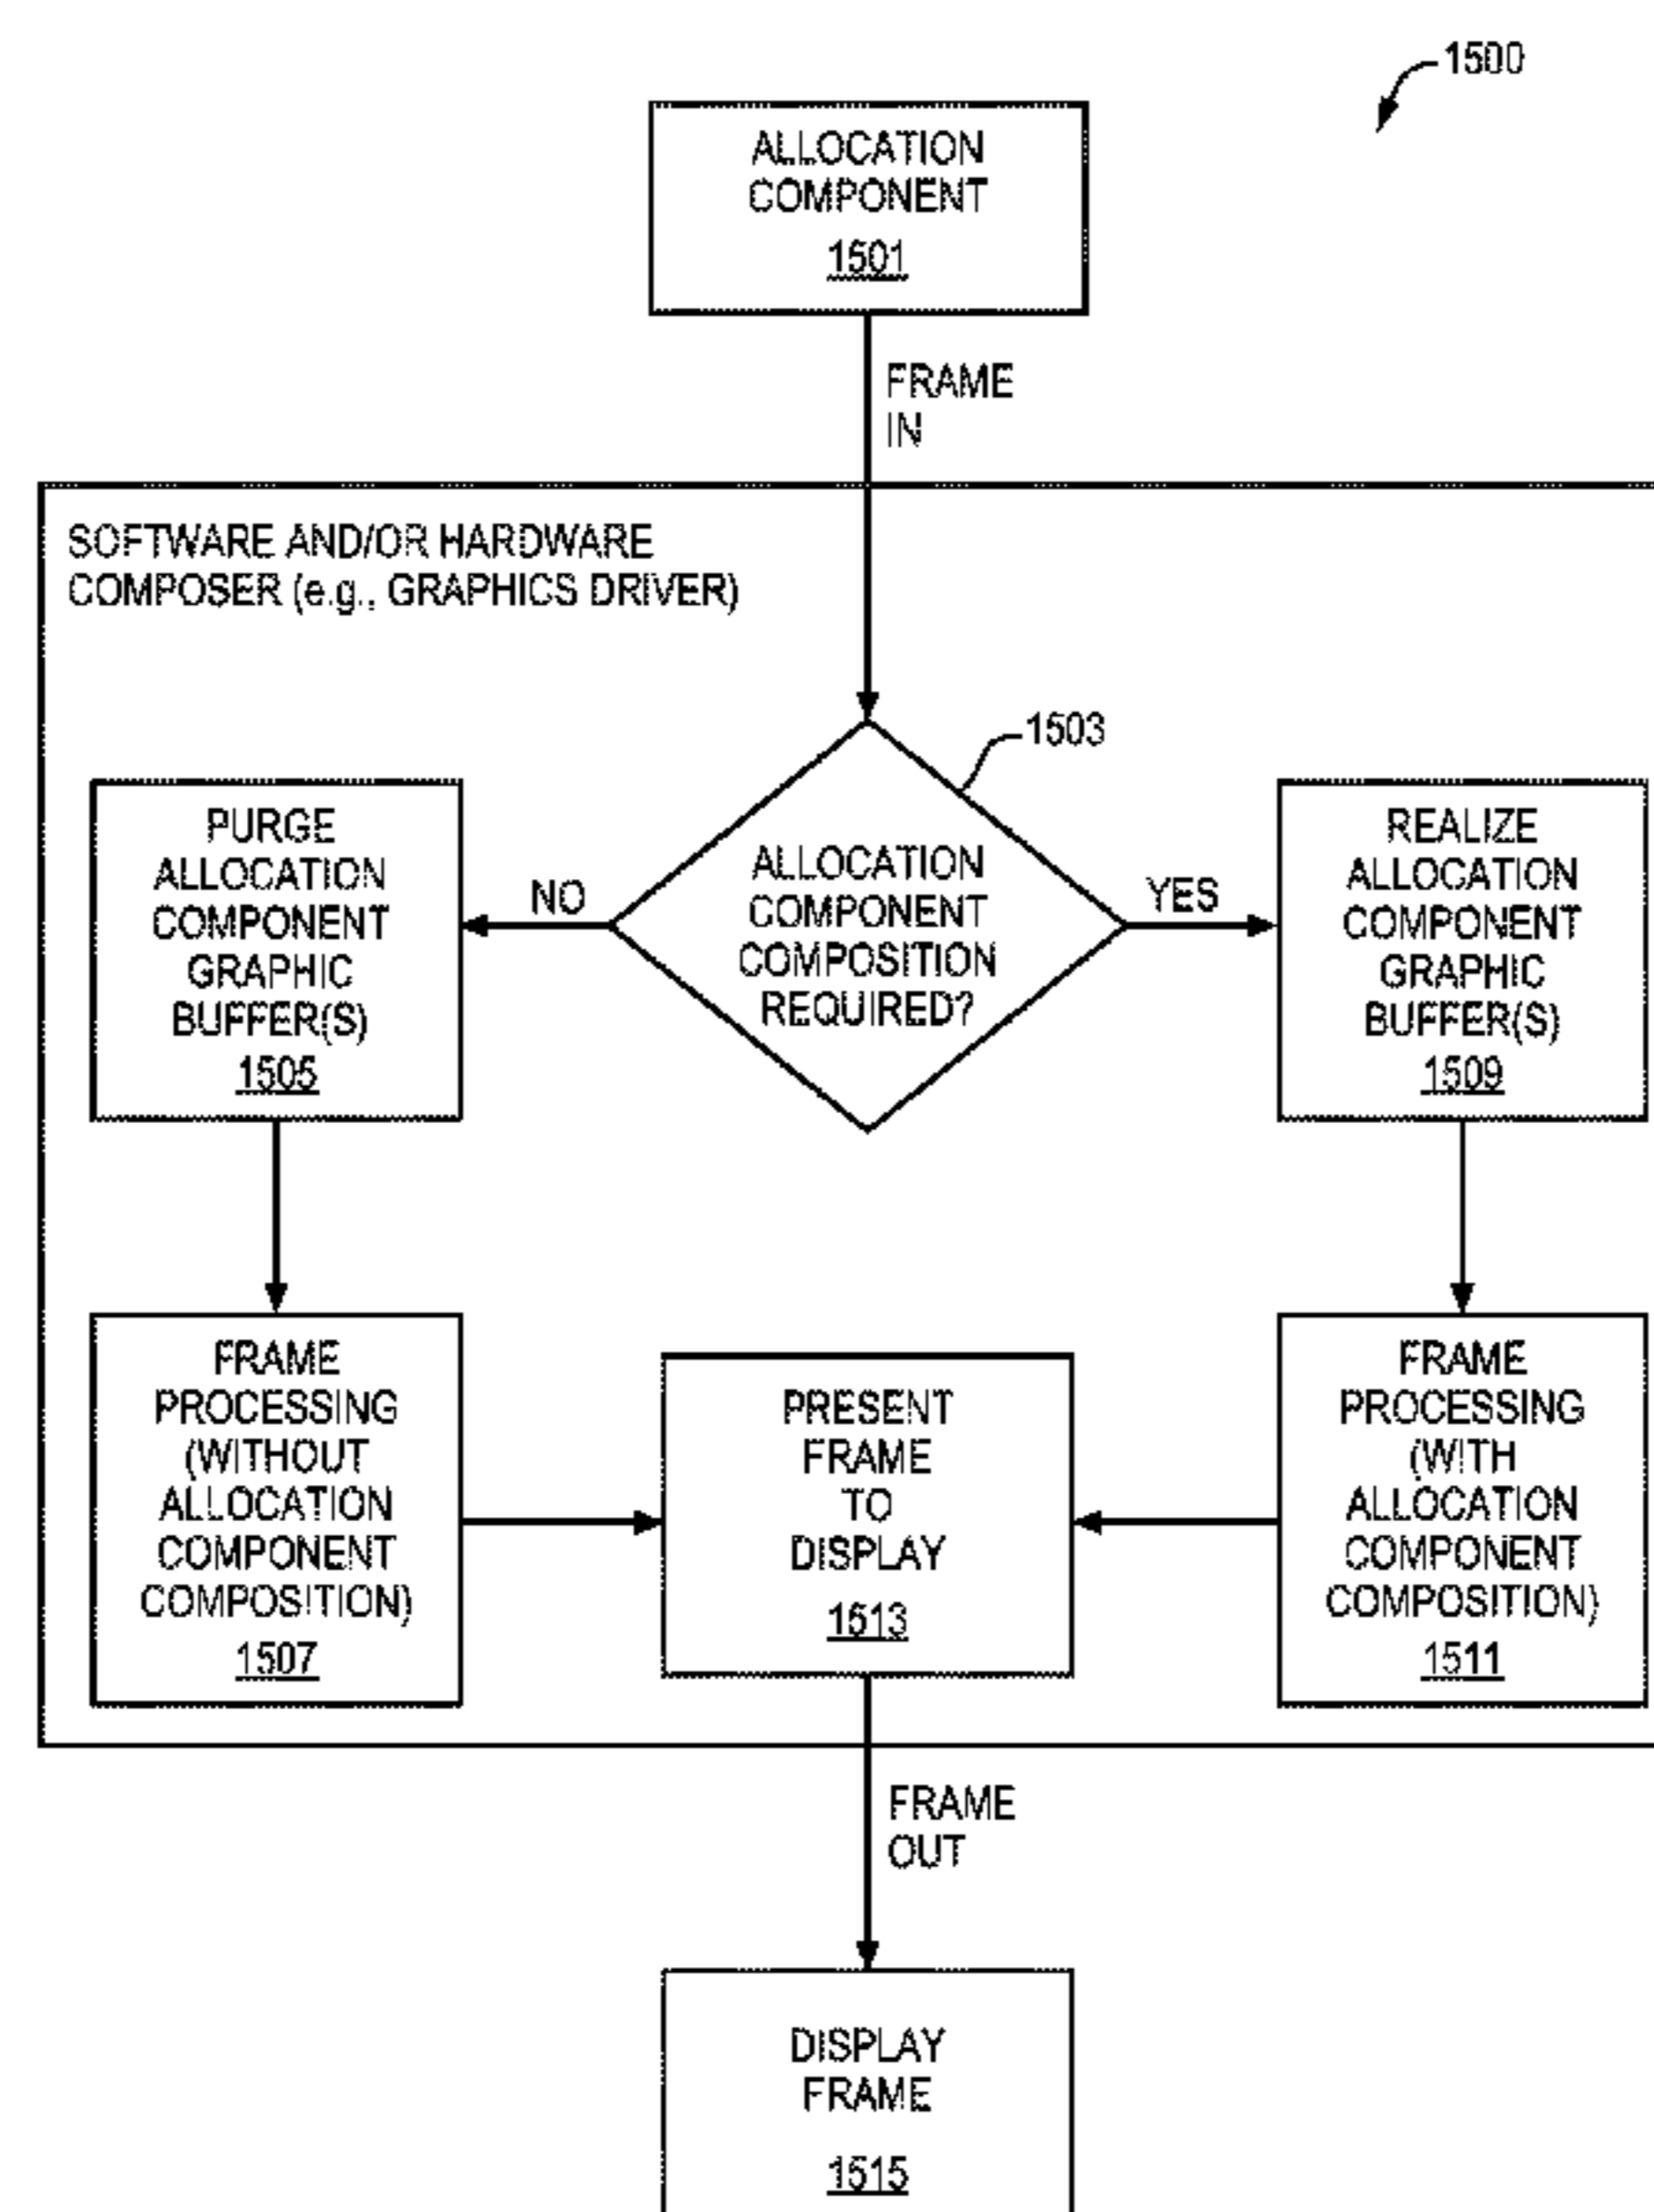 1500
ALLOCATION
COMPONENT
1501
FRAME
IN
SOFTWARE AND/OR HARDWARE
COMPOSER (e.g., GRAPHICS DRIVER)
1503
PURGE
ALLOCATION
COMPONENT
GRAPHIC
BUFFER(S)
1505
NO
ALLOCATION
COMPONENT
COMPOSITION
REQUIRED?
YES
REALIZE
ALLOCATION
COMPONENT
GRAPHIC
BUFFER(S)
1509
FRAME
PROCESSING
(WITHOUT
ALLOCATION
COMPONENT
COMPOSITION)
1507
PRESENT
FRAME
TO
DISPLAY
1513
FRAME
PROCESSING
(WITH
ALLOCATION
COMPONENT
COMPOSITION)
1511
FRAME
OUT
DISPLAY
FRAME
1515